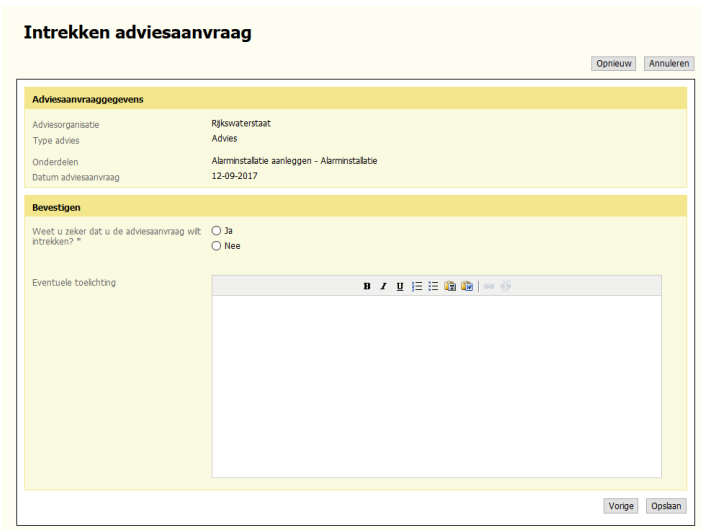 Intrekken adviesaanvraag
Opnieuw Annuleren
Adviesaanvraaggegevens
Adviesorganisatie Rijkswaterstaat
Type advies Advies
Onderdelen Alarminstallatie aanleggen - Alarminstallatie
Datum adviesaanvraag 12-09-2017
Bevestigen
Weet u zeker dat u de adviesaanvraag wilt Ja
intrekken? *
Nee
Eventuele toelichting
B I U
Vorige Opslaan